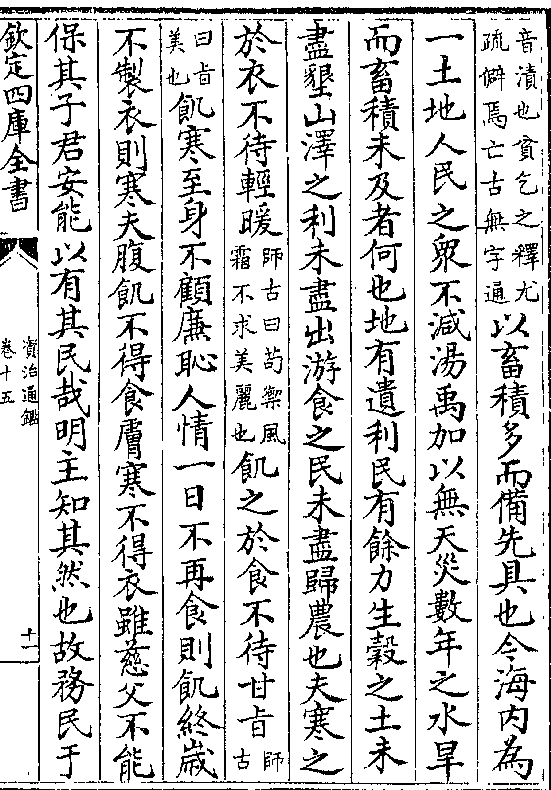 音漬也貧乞之釋尤
疏僻焉亡古無字通
以畜積多而備先具也今海内為
一土地人民之衆不減湯禹加以無天災數年之水旱
而畜積未及者何也地有遺利民有餘力生穀之土未
盡墾山澤之利未盡出游食之民未盡歸農也夫寒之
於衣不待輕暖
師古曰苟禦風
霜不求美麗也
飢之於食不待甘旨
師
古
曰旨
美也
飢寒至身不顧廉恥人情一日不再食則飢終歲
不製衣則寒夫腹飢不得食膚寒不得衣雖慈父不能
保其子君安能以有其民哉明主知其然也故務民于
欽定四庫全書
資治通鑑
卷十五
十一